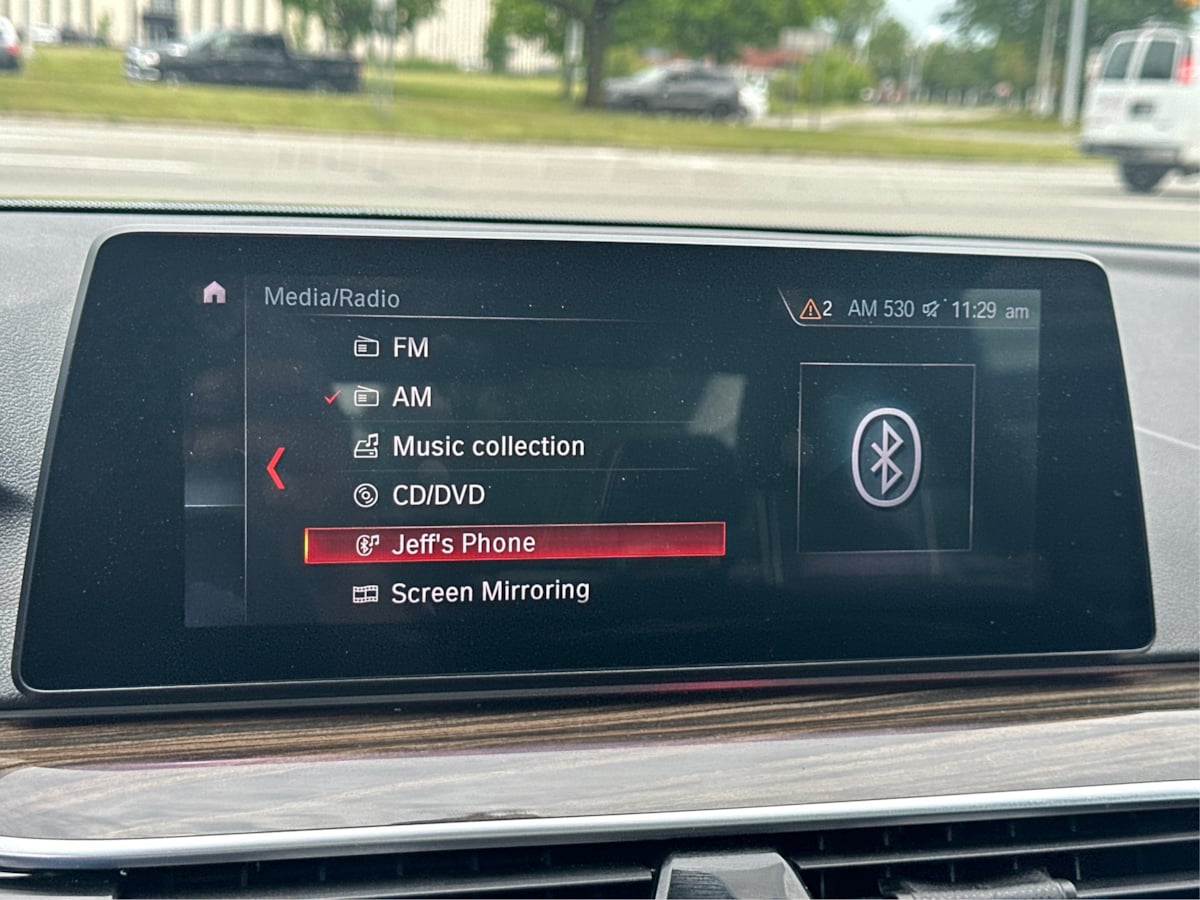 Media/Radio
2 AM 530 11:29 am
FM
AM
Music collection
CD/DVD
Jeff's Phone
Screen Mirroring